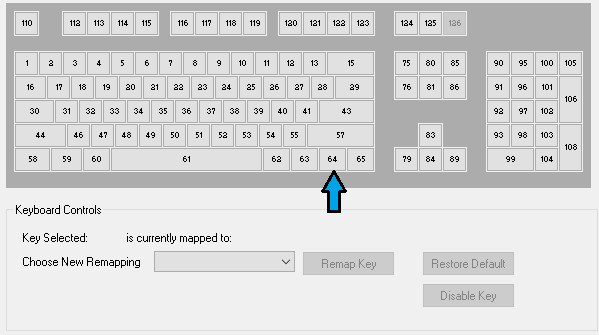 110 112 113 114 115 116 117 118 119 120 121 122 123 124 125 126
1 2 3 4 5 6 7 8 9 10 11 12 13 15 75 80 85 90 95 100 105
16 17 18 19 20 21 22 23 24 25 26 27 28 29 76 81 86 91 96 101 106
30 31 32 33 34 35 36 37 38 39 40 41 43 92 97 102
44 46 47 48 49 50 51 52 53 54 55 57 83 93 98 103 108
58 59 60 61 62 63 64 65 79 84 89 99 104
Keyboard Controls
Key Selected: is currently mapped to:
Choose New Remapping Remap Key Restore Default
Disable Key